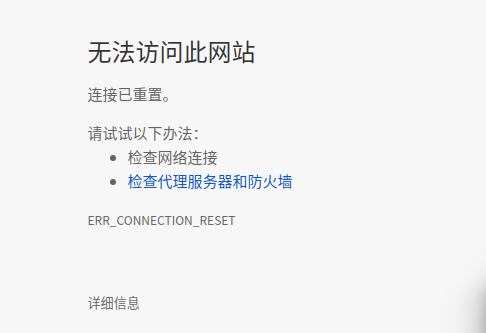 无法访问此网站
连接已重置。
请试试以下办法：
检查网络连接
检查代理服务器和防火墙
ERR_CONNECTION_RESET
详细信息